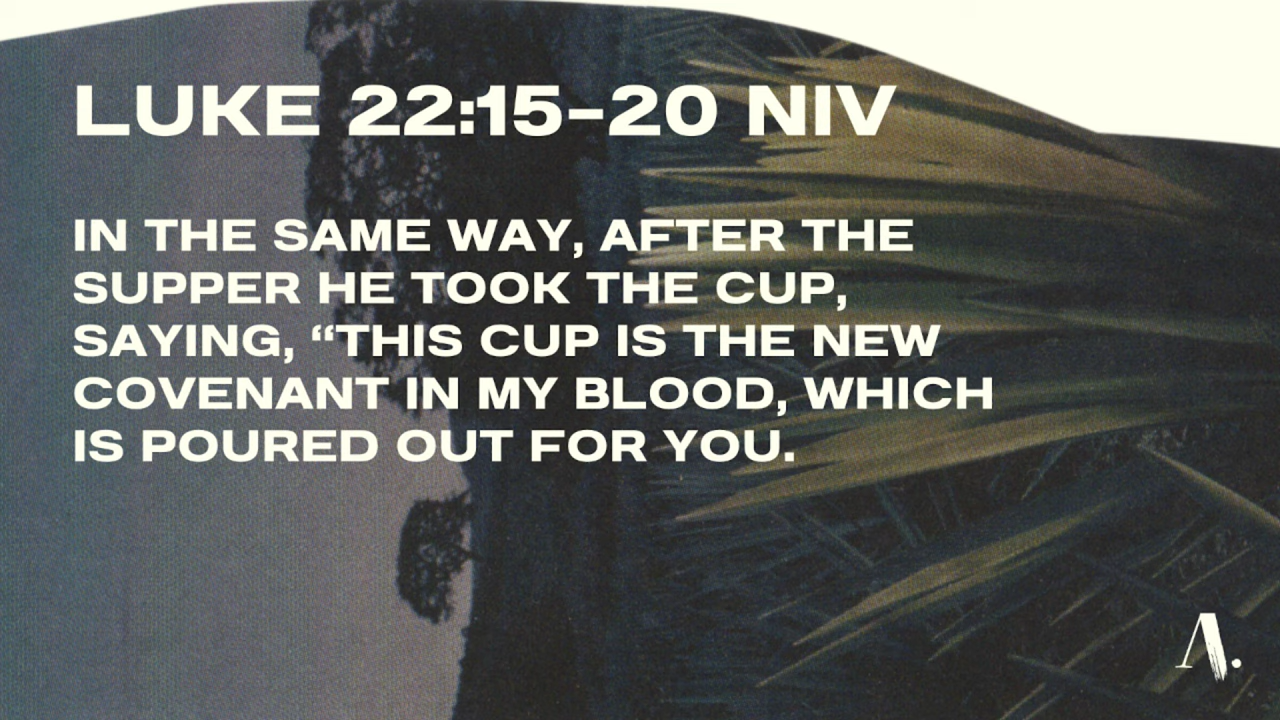 LUKE 22:15–20 NIV
IN THE SAME WAY, AFTER THE
SUPPER HE TOOK THE CUP,
SAYING, “THIS CUP IS THE NEW
COVENANT IN MY BLOOD, WHICH
IS POURED OUT FOR YOU.
A.